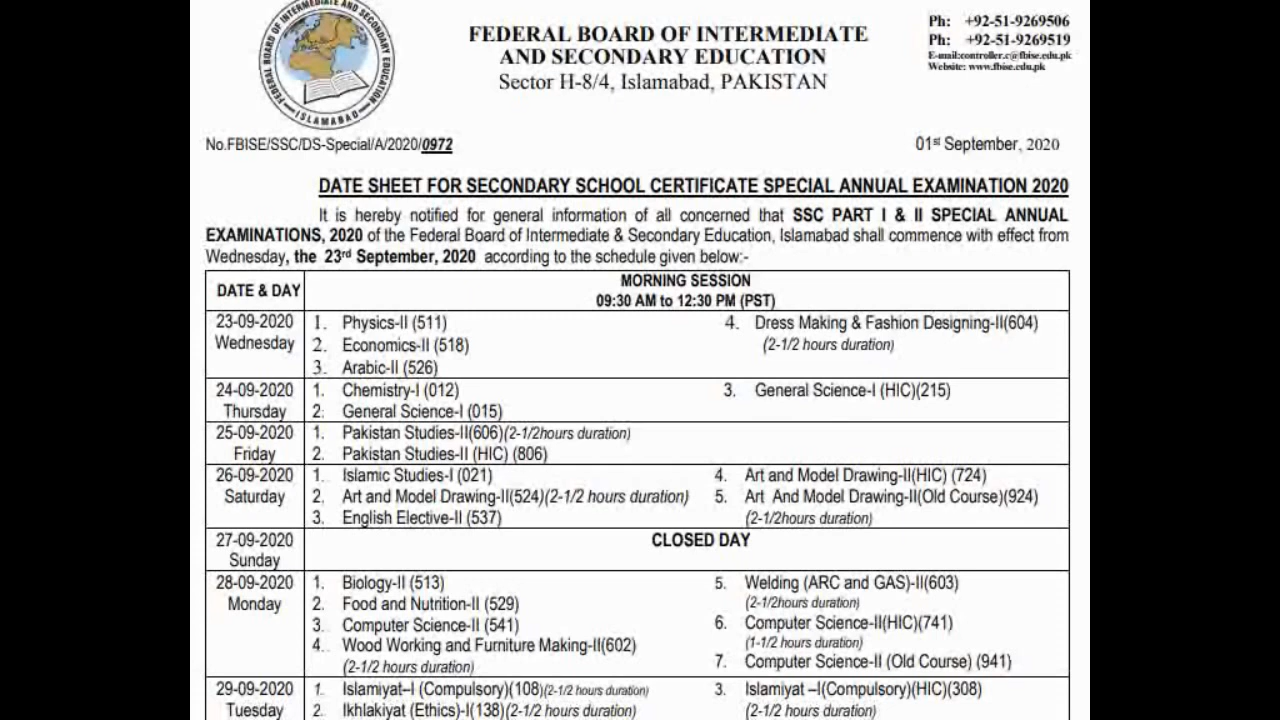 FEDERAL BOARD OF INTERMEDIATE AND SECONDARY EDUCATION
ISLAMABAD
FEDERAL BOARD OF INTERMEDIATE
AND SECONDARY EDUCATION
Sector H-8/4, Islamabad, PAKISTAN
Ph: +92-51-9269506
Ph: +92-51-9269519
E-mail:controller.c@fbise.edu.pk
Website: www.fbise.edu.pk
No.FBISE/SSC/DS-Special/A/2020/0972
01st September, 2020
DATE SHEET FOR SECONDARY SCHOOL CERTIFICATE SPECIAL ANNUAL EXAMINATION 2020
It is hereby notified for general information of all concerned that SSC PART I & II SPECIAL ANNUAL
EXAMINATIONS, 2020 of the Federal Board of Intermediate & Secondary Education, Islamabad shall commence with effect from
Wednesday, the 23rd September, 2020 according to the schedule given below:-
DATE & DAY
MORNING SESSION
09:30 AM to 12:30 PM (PST)
23-09-2020
Wednesday
1. Physics-II (511)
2. Economics-II (518)
3. Arabic-II (526)
4. Dress Making & Fashion Designing-II(604)
(2-1/2 hours duration)
24-09-2020
Thursday
1. Chemistry-I (012)
2. General Science-I (015)
3. General Science-I (HIC)(215)
25-09-2020
Friday
1. Pakistan Studies-II(606)(2-1/2hours duration)
2. Pakistan Studies-II (HIC) (806)
26-09-2020
Saturday
1. Islamic Studies-I (021)
2. Art and Model Drawing-II(524)(2-1/2 hours duration)
3. English Elective-II (537)
4. Art and Model Drawing-II(HIC) (724)
5. Art And Model Drawing-II(Old Course)(924)
(2-1/2hours duration)
27-09-2020
Sunday
CLOSED DAY
28-09-2020
Monday
1. Biology-II (513)
2. Food and Nutrition-II (529)
3. Computer Science-II (541)
4. Wood Working and Furniture Making-II(602)
(2-1/2 hours duration)
5. Welding (ARC and GAS)-II(603)
(2-1/2hours duration)
6. Computer Science-II(HIC)(741)
(1-1/2 hours duration)
7. Computer Science-II (Old Course) (941)
29-09-2020
Tuesday
1. Islamiyat–I (Compulsory)(108)(2-1/2 hours duration)
2. Ikhlakiyat (Ethics)-I(138)(2-1/2 hours duration)
3. Islamiyat –I(Compulsory)(HIC)(308)
(2-1/2 hours duration)